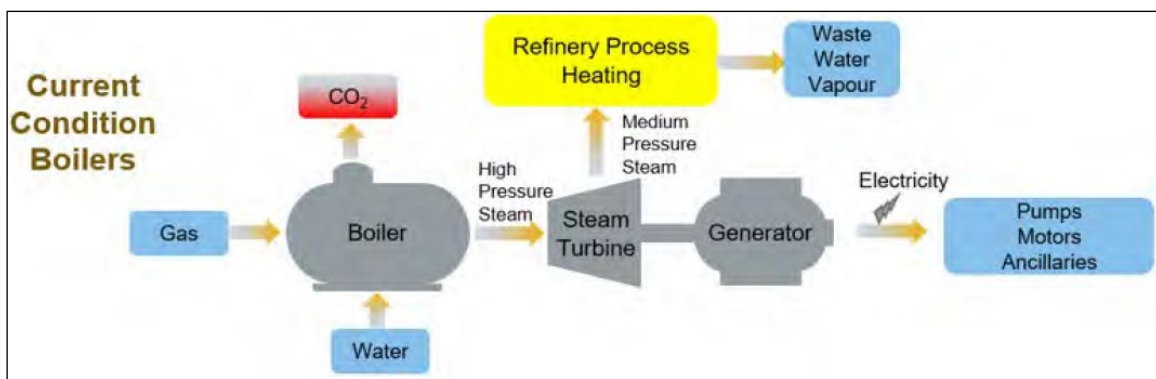 Current
Condition
Boilers
CO₂
Gas
Boiler
Water
High
Pressure
Steam
Steam
Turbine
Medium
Pressure
Steam
Refinery Process
Heating
Waste
Water
Vapour
Generator
Electricity
Pumps
Motors
Ancillaries